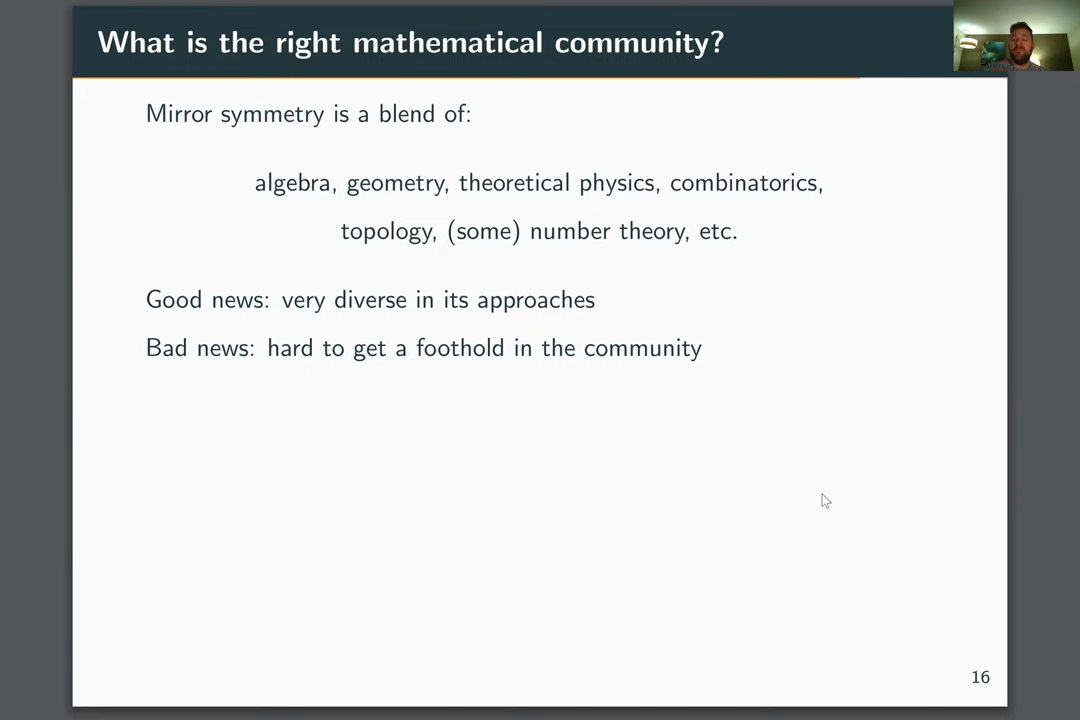 What is the right mathematical community?
Mirror symmetry is a blend of:
algebra, geometry, theoretical physics, combinatorics,
topology, (some) number theory, etc.
Good news: very diverse in its approaches
Bad news: hard to get a foothold in the community
16